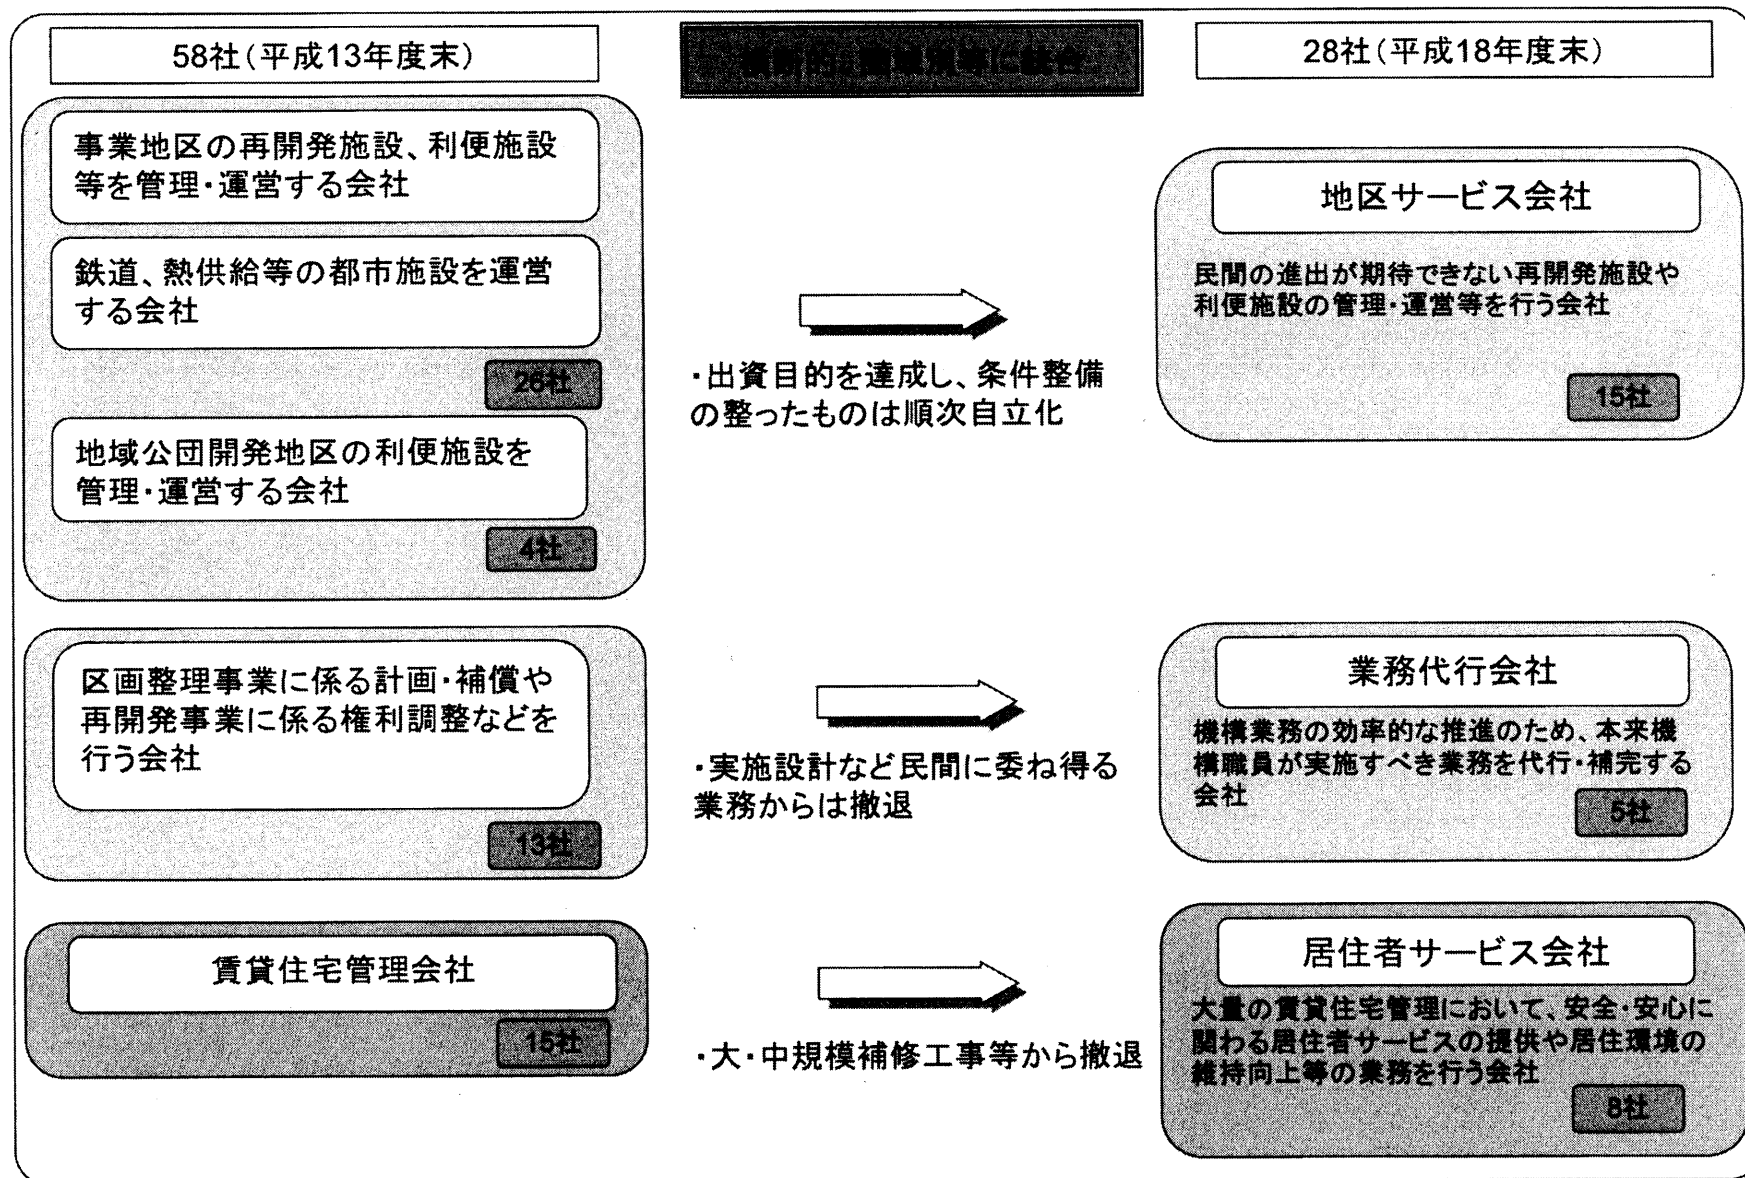 58社(平成13年度末)
事業地区の再開発施設、利便施設
等を管理・運営する会社
鉄道、熱供給等の都市施設を運営
する会社
26社
地域公団開発地区の利便施設を
管理・運営する会社
4社
区画整理事業に係る計画・補償や
再開発事業に係る権利調整などを
行う会社
13社
賃貸住宅管理会社
15社
に統合
・出資目的を達成し、条件整備
の整ったものは順次自立化
・実施設計など民間に委ね得る
業務からは撤退
・大・中規模補修工事等から撤退
28社(平成18年度末)
地区サービス会社
民間の進出が期待できない再開発施設や
利便施設の管理・運営等を行う会社
15社
業務代行会社
機構業務の効率的な推進のため、本来機
構職員が実施すべき業務を代行・補完する
会社
5社
居住者サービス会社
大量の賃貸住宅管理において、安全・安心に
関わる居住者サービスの提供や居住環境の
維持向上等の業務を行う会社
8社